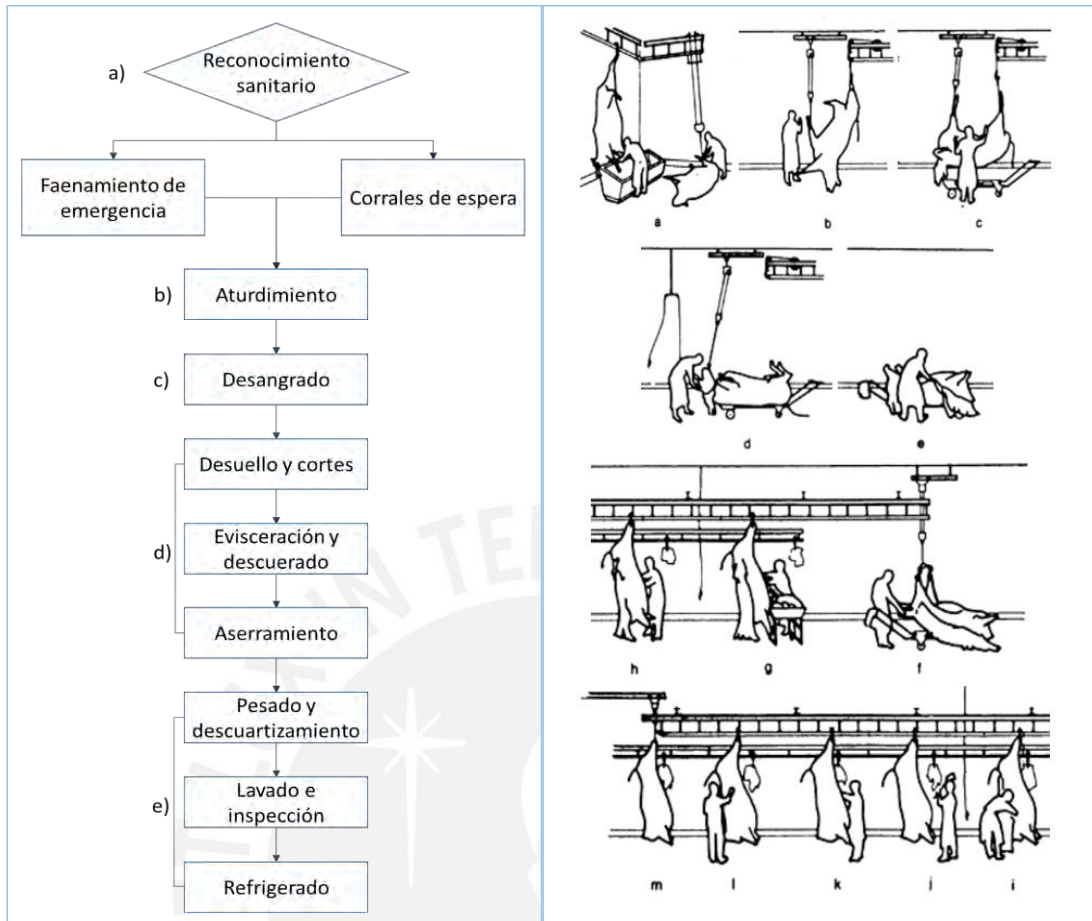 a)
Reconocimiento
sanitario
Faenamiento de
emergencia
Corrales de espera
b)
Aturdimiento
c)
Desangrado
Desuello y cortes
d)
Evisceración y
descuerado
Aserramiento
Pesado y
descuartizamiento
e)
Lavado e
inspección
Refrigerado
a
b
c
d
e
h
g
f
m
l
k
j
i